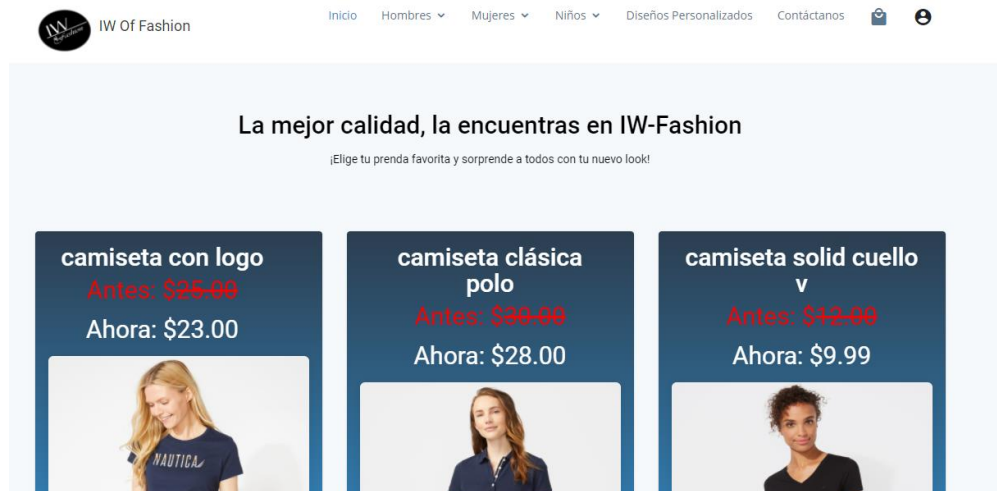 IW
IW Of Fashion
Inicio Hombres Mujeres Niños Diseños Personalizados Contáctanos
La mejor calidad, la encuentras en IW-Fashion
¡Elige tu prenda favorita y sorprende a todos con tu nuevo look!
camiseta con logo
Antes: $25.00
Ahora: $23.00
camiseta clásica
polo
Antes: $30.00
Ahora: $28.00
camiseta solid cuello
v
Antes: $12.00
Ahora: $9.99
NAUTICA